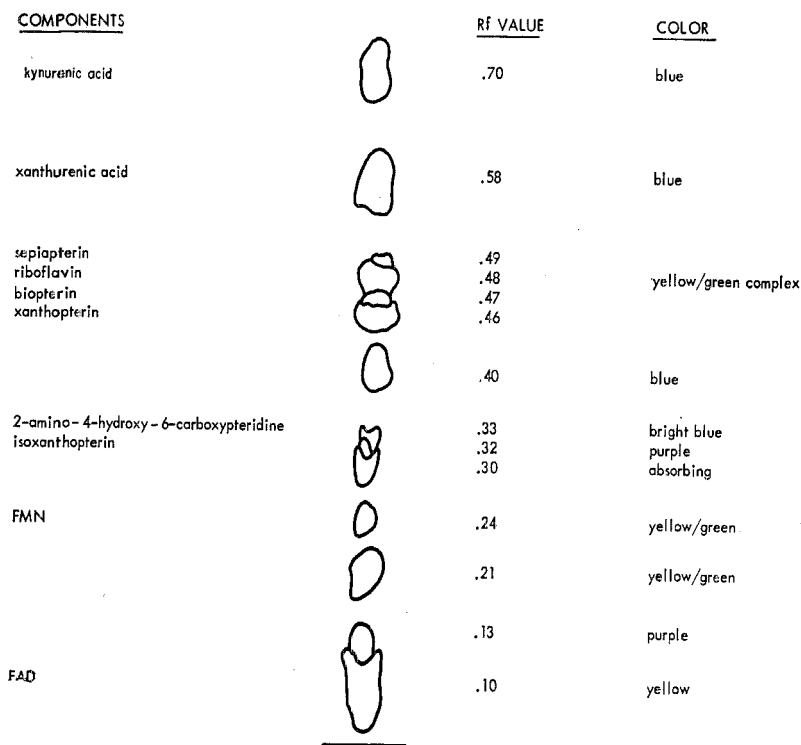 COMPONENTS Rf VALUE COLOR
kynurenic acid .70 blue
xanthurenic acid .58 blue
sepiapterin .49
riboflavin .48 yellow/green complex
biopterin .47
xanthopterin .46
.40 blue
2-amino-4-hydroxy-6-carboxypteridine .33 bright blue
isoxanthopterin .32 purple
.30 absorbing
FMN .24 yellow/green
.21 yellow/green
.13 purple
FAD .10 yellow